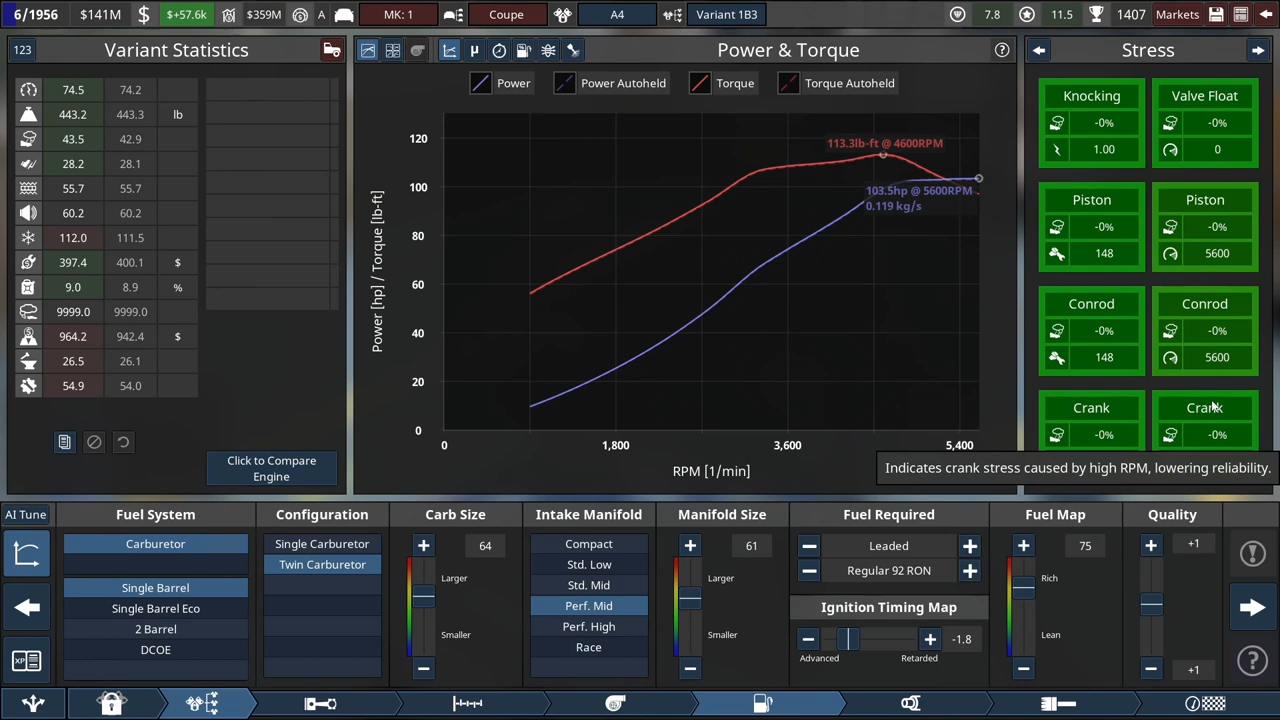 6/1956 $141M $+57.6k $359M A MK: 1 Coupe A4 Variant 1B3 7.8 11.5 1407 Markets
123 Variant Statistics
74.5 74.2
443.2 443.3 lb
43.5 42.9
28.2 28.1
55.7 55.7
60.2 60.2
112.0 111.5
397.4 400.1 $
9.0 8.9 %
9999.0 9999.0
964.2 942.4 $
26.5 26.1
54.9 54.0
Click to Compare
Engine
μ
Power & Torque
?
Power Power Autoheld Torque Torque Autoheld
Power [hp] / Torque [lb-ft]
120
100
80
60
40
20
0
113.3lb-ft @ 4600RPM
103.5hp @ 5600RPM
0.119 kg/s
0 1,800 3,600 5,400
RPM [1/min]
Stress
Knocking Valve Float
-0% -0%
1.00 0
Piston Piston
-0% -0%
148 5600
Conrod Conrod
-0% -0%
148 5600
Crank Crank
-0% -0%
Indicates crank stress caused by high RPM, lowering reliability.
AI Tune
XP
Fuel System
Carburetor
Single Barrel
Single Barrel Eco
2 Barrel
DCOE
Configuration
Single Carburetor
Twin Carburetor
Carb Size
64
Larger
Smaller
Intake Manifold
Compact
Std. Low
Std. Mid
Perf. Mid
Perf. High
Race
Manifold Size
61
Larger
Smaller
Fuel Required
Leaded
Regular 92 RON
Ignition Timing Map
-1.8
Advanced Retarded
Fuel Map
75
Rich
Lean
Quality
+1
+1
?